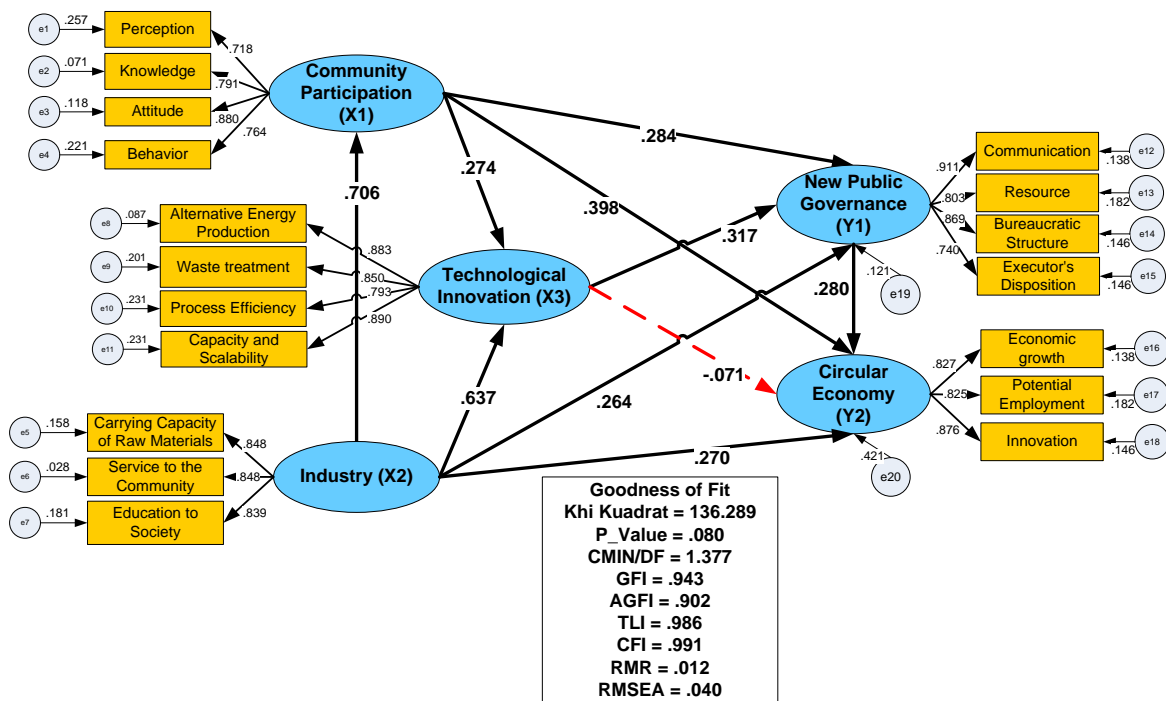 e1
.257
Perception
.718
e2
.071
Knowledge
.791
e3
.118
Attitude
.880
e4
.221
Behavior
.764
Community
Participation
(X1)
.284
.274
.398
.706
e8
.087
Alternative Energy
Production
.883
e9
.201
Waste treatment
.850
e10
.231
Process Efficiency
.793
e11
.231
Capacity and
Scalability
.890
Technological
Innovation (X3)
.317
-.071
.637
e5
.158
Carrying Capacity
of Raw Materials
.848
e6
.028
Service to the
Community
.848
e7
.181
Education to
Society
.839
Industry (X2)
.264
.270
New Public
Governance
(Y1)
.121
e19
.280
Communication
.911
.138
e12
Resource
.803
.182
e13
Bureaucratic
Structure
.869
.146
e14
Executor's
Disposition
.740
.146
e15
Circular
Economy
(Y2)
.421
e20
Economic
growth
.827
.138
e16
Potential
Employment
.825
.182
e17
Innovation
.876
.146
e18
Goodness of Fit
Khi Kuadrat = 136.289
P_Value = .080
CMIN/DF = 1.377
GFI = .943
AGFI = .902
TLI = .986
CFI = .991
RMR = .012
RMSEA = .040